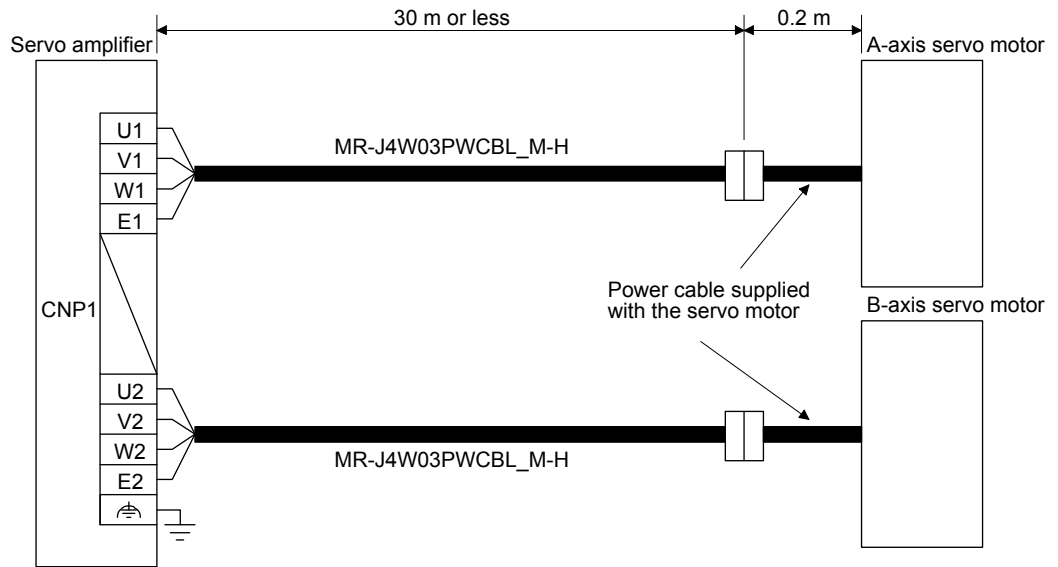 30 m or less
0.2 m
Servo amplifier
A-axis servo motor
U1
MR-J4W03PWCBL_M-H
V1
W1
E1
Power cable supplied
with the servo motor
CNP1
B-axis servo motor
U2
V2
W2
MR-J4W03PWCBL_M-H
E2